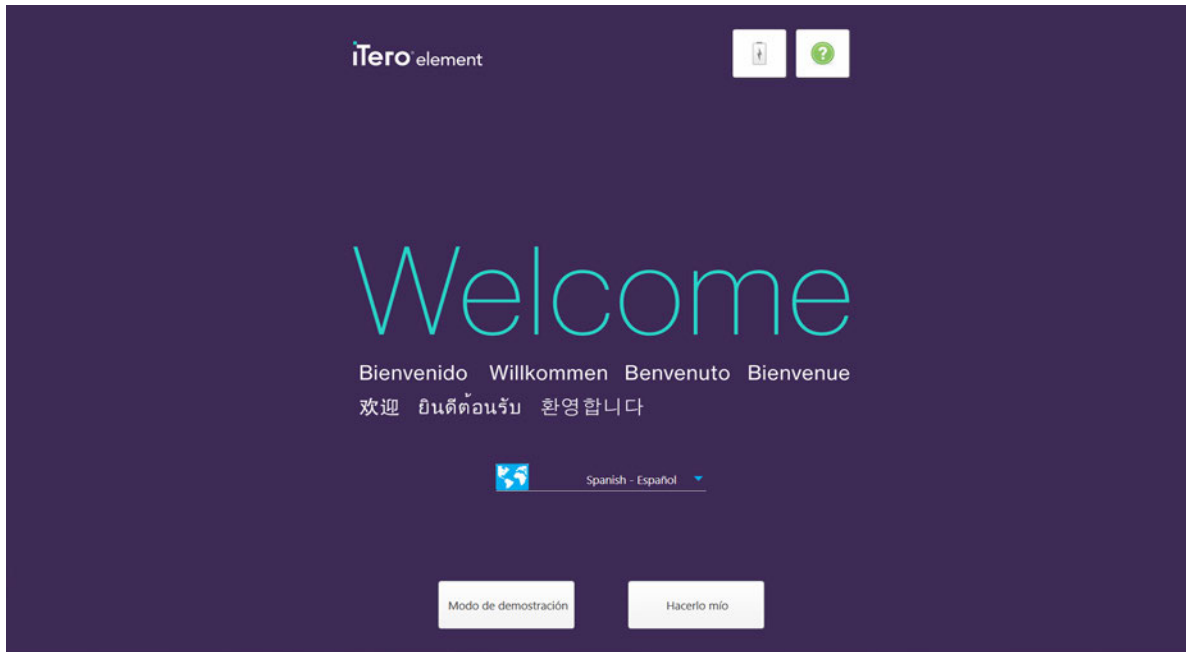 iTero element
Welcome
Bienvenido Willkommen Benvenuto Bienvenue
欢迎 ยินดีต้อนรับ 환영합니다
Spanish - Español
Modo de demostración Hacerlo mío